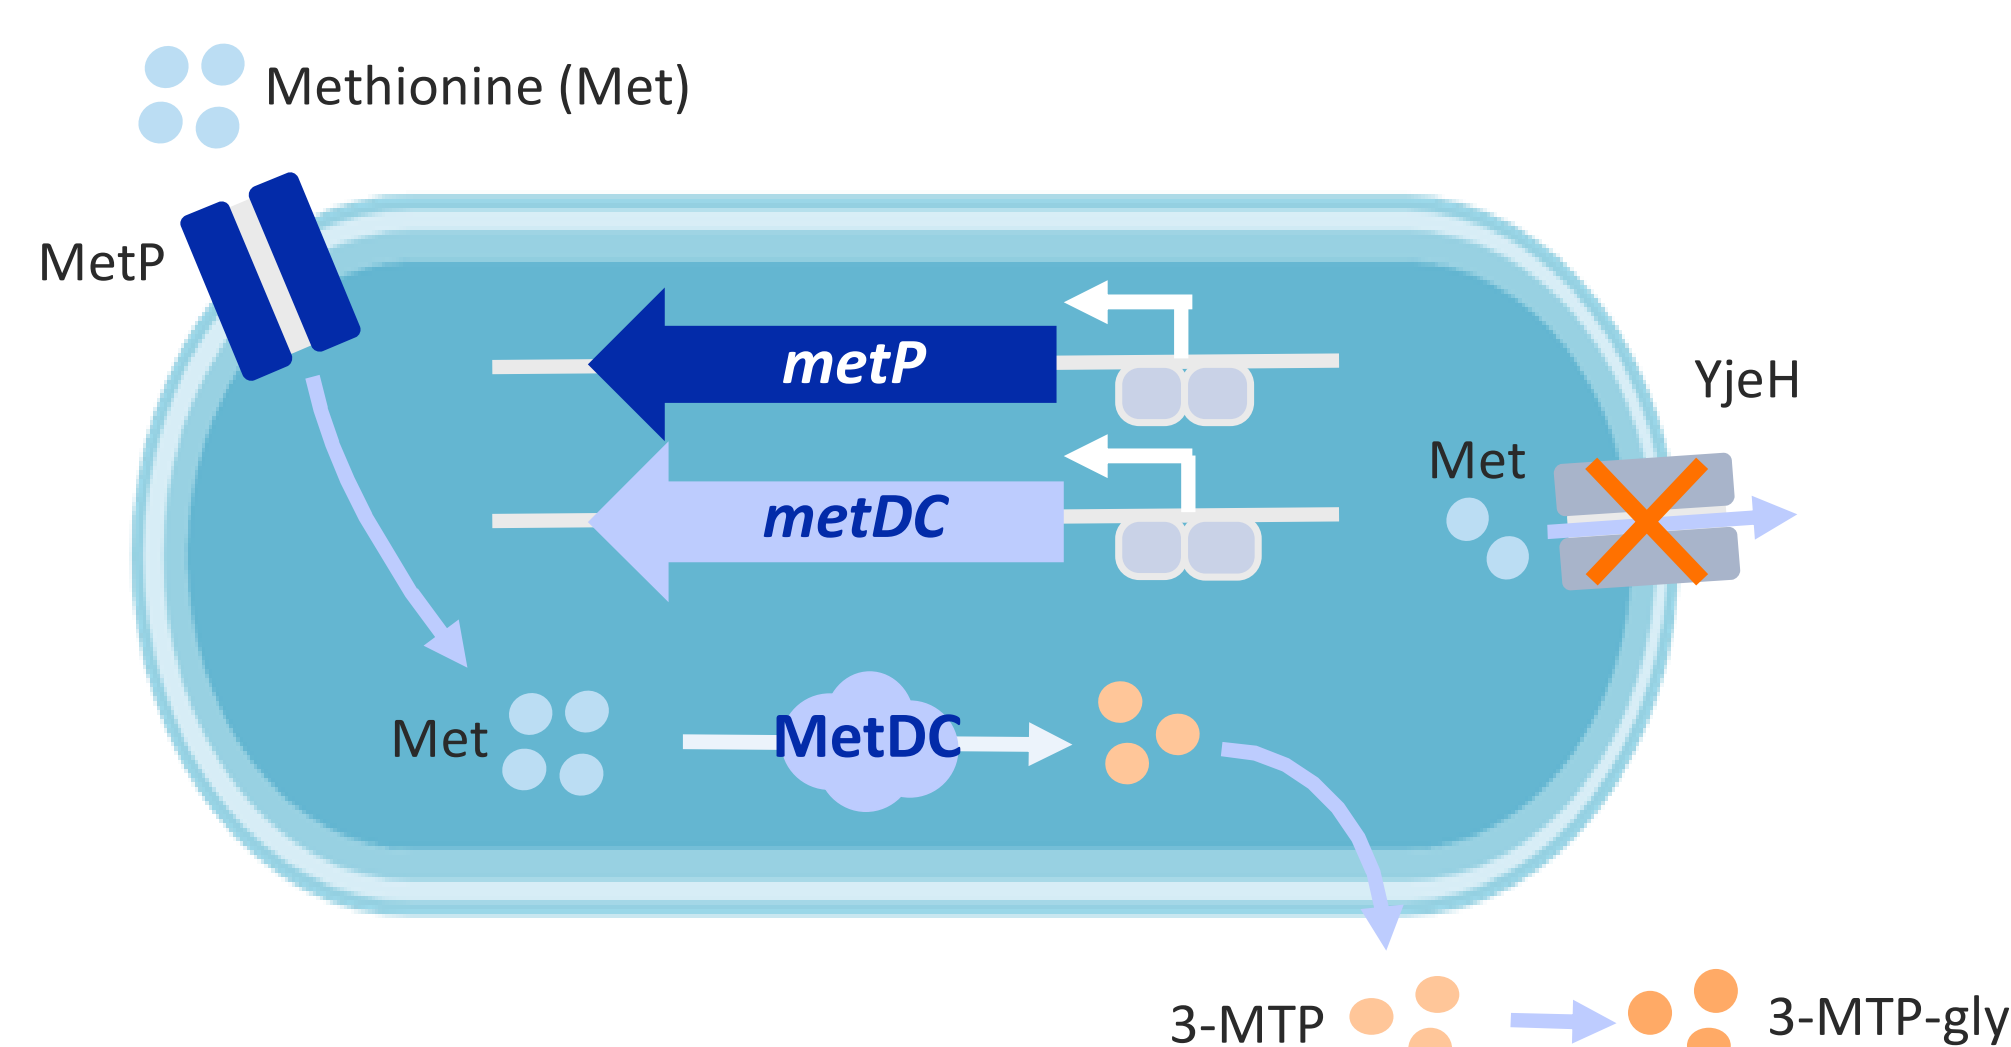 Methionine (Met)
MetP
metP
YjeH
Met
metDC
Met
MetDC
3-MTP
3-MTP-gly